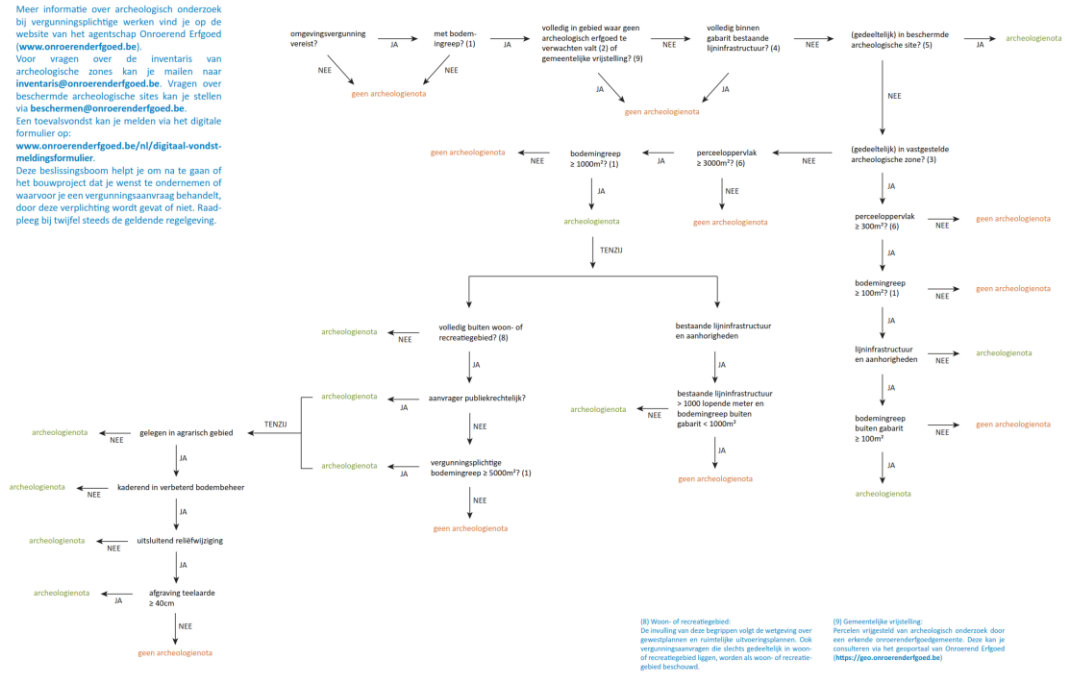 Meer informatie over archeologisch onderzoek
bij vergunningsplichtige werken vind je op de
website van het agentschap Onroerend Erfgoed
(www.onroerenderfgoed.be).
Voor vragen over de inventaris van
archeologische zones kan je mailen naar
inventaris@onroerenderfgoed.be. Vragen over
beschermde archeologische sites kan je stellen
via beschermen@onroerenderfgoed.be.
Een toevalsvondst kan je melden via het digitale
formulier op:
www.onroerenderfgoed.be/nl/digitaal-vondst-
meldingsformulier.
Deze beslissingsboom helpt je om na te gaan of
het bouwproject dat je wenst te ondernemen of
waarvoor je een vergunningsaanvraag behandelt,
door deze verplichting wordt gevat of niet. Raad-
pleeg bij twijfel steeds de geldende regelgeving.
omgevingsvergunning
vereist?
JA
NEE
met bodem-
ingreep? (1)
JA
NEE
geen archeologienota
volledig in gebied waar geen
archeologisch erfgoed te
verwachten valt (2) of
gemeentelijke vrijstelling? (9)
NEE
JA
volledig binnen
gabarit bestaande
lijninfrastructuur? (4)
NEE
JA
geen archeologienota
(gedeeltelijk) in beschermde
archeologische site? (5)
JA
archeologienota
NEE
(gedeeltelijk) in vastgestelde
archeologische zone? (3)
NEE
perceeloppervlak
≥ 3000m²? (6)
JA
bodemingreep
≥ 1000m²? (1)
NEE
geen archeologienota
JA
archeologienota
NEE
geen archeologienota
JA
perceeloppervlak
≥ 300m²? (6)
NEE
geen archeologienota
JA
bodemingreep
≥ 100m²? (1)
NEE
geen archeologienota
JA
lijninfrastructuur
en aanhorigheden
NEE
archeologienota
JA
bodemingreep
buiten gabarit
≥ 100m²
NEE
geen archeologienota
JA
archeologienota
TENZIJ
volledig buiten woon- of
recreatiegebied? (8)
NEE
archeologienota
JA
aanvrager publiekrechtelijk?
JA
archeologienota
NEE
vergunningsplichtige
bodemingreep ≥ 5000m²? (1)
JA
archeologienota
NEE
geen archeologienota
bestaande lijninfrastructuur
en aanhorigheden
JA
bestaande lijninfrastructuur
> 1000 lopende meter en
bodemingreep buiten
gabarit < 1000m²
NEE
archeologienota
JA
geen archeologienota
TENZIJ
gelegen in agrarisch gebied
NEE
archeologienota
JA
kaderend in verbeterd bodembeheer
NEE
archeologienota
JA
uitsluitend reliëfwijziging
NEE
archeologienota
JA
afgraving teelaarde
≥ 40cm
JA
archeologienota
NEE
geen archeologienota
(8) Woon- of recreatiegebied:
De invulling van deze begrippen volgt de wetgeving over
gewestplannen en ruimtelijke uitvoeringsplannen. Ook
vergunningsaanvragen die slechts gedeeltelijk in woon-
of recreatiegebied liggen, worden als woon- of recreatie-
gebied beschouwd.
(9) Gemeentelijke vrijstelling:
Percelen vrijgesteld van archeologisch onderzoek door
een erkende onroerenderfgoedgemeente. Deze kan je
consulteren via het geoportaal van Onroerend Erfgoed
(https://geo.onroerenderfgoed.be)